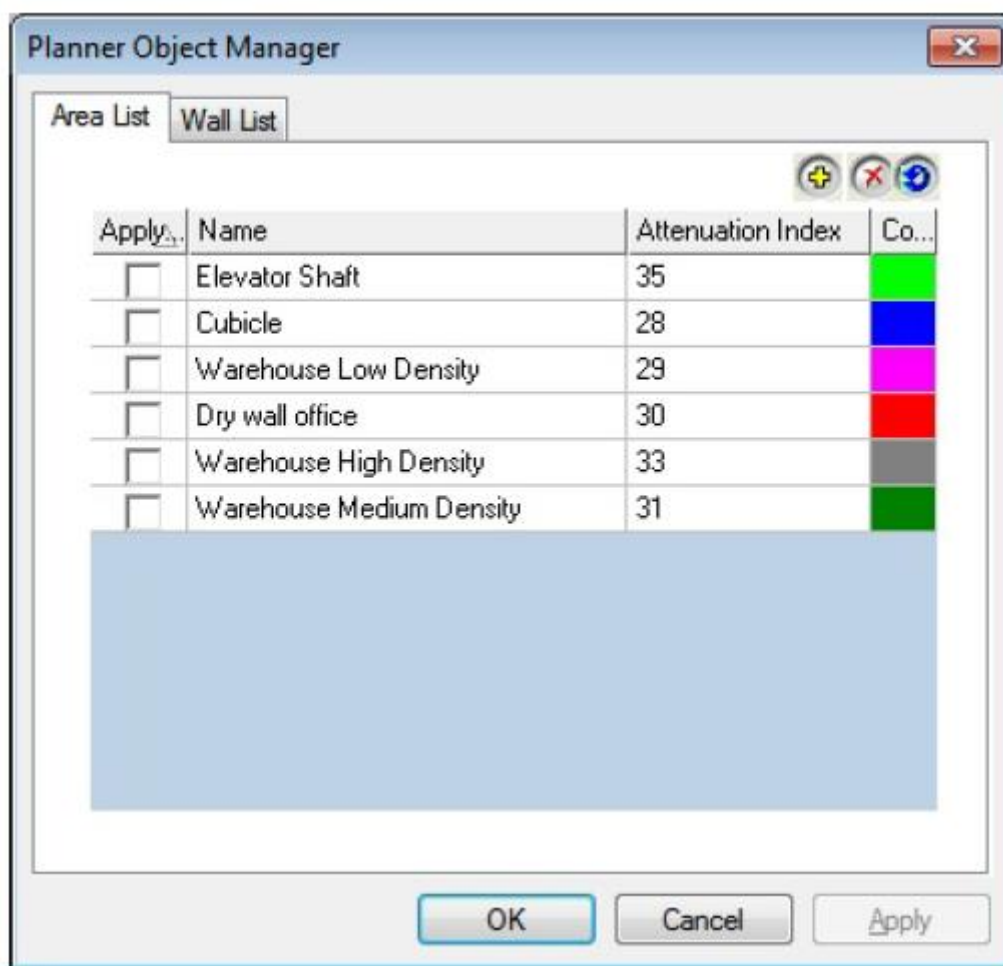 Planner Object Manager
Area List Wall List
Apply... Name Attenuation Index Co...
Elevator Shaft 35
Cubicle 28
Warehouse Low Density 29
Dry wall office 30
Warehouse High Density 33
Warehouse Medium Density 31
OK Cancel Apply